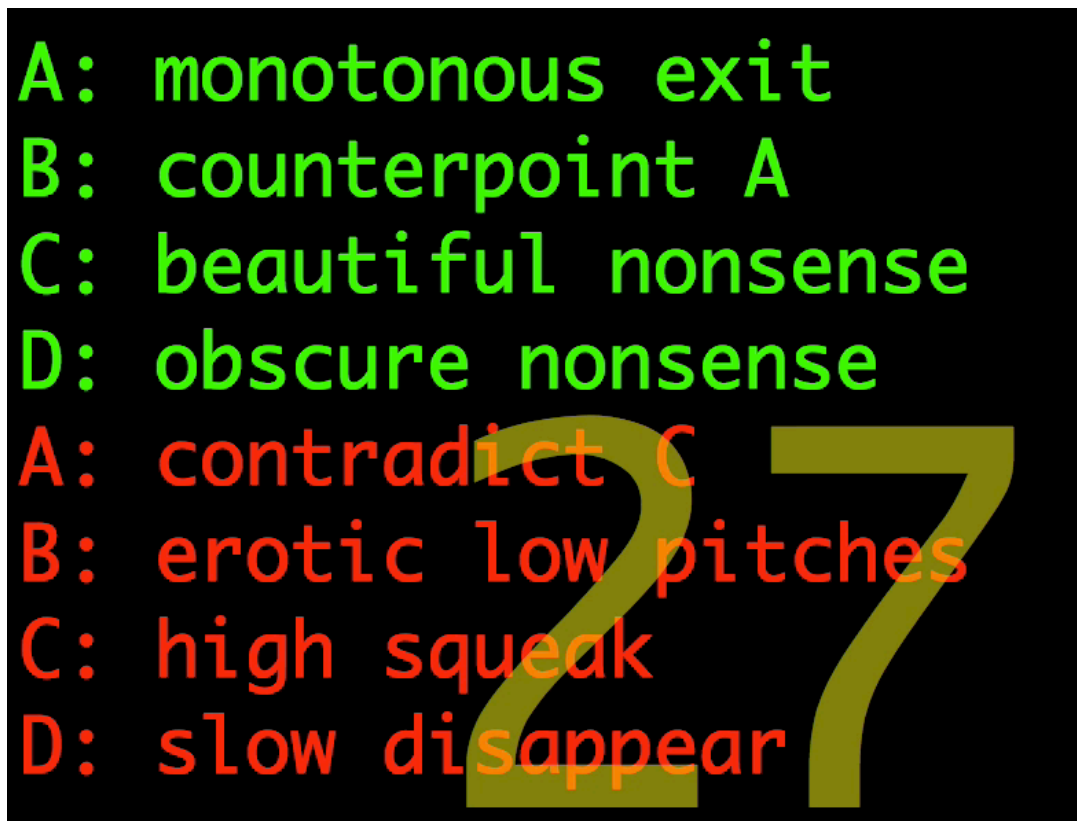 A: monotonous exit
B: counterpoint A
C: beautiful nonsense
D: obscure nonsense
A: contradict C
B: erotic low pitches
C: high squeak
D: slow disappear
27